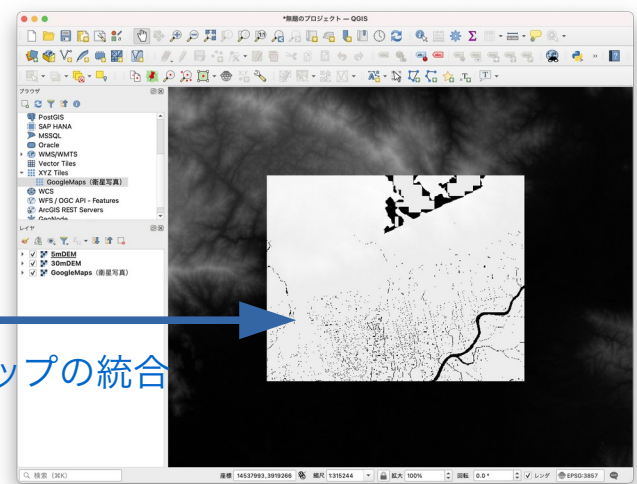 *無題のプロジェクト — QGIS
ブラウザ
PostGIS
SAP HANA
MSSQL
Oracle
WMS/WMTS
Vector Tiles
XYZ Tiles
GoogleMaps（衛星写真）
WCS
WFS / OGC API - Features
ArcGIS REST Servers
GeoNode
レイヤ
5mDEM
30mDEM
GoogleMaps（衛星写真）
ップの統合
検索 (⌘K)
座標 14537993,3919266 縮尺 1:315244 拡大 100% 回転 0.0° レンダ EPSG:3857